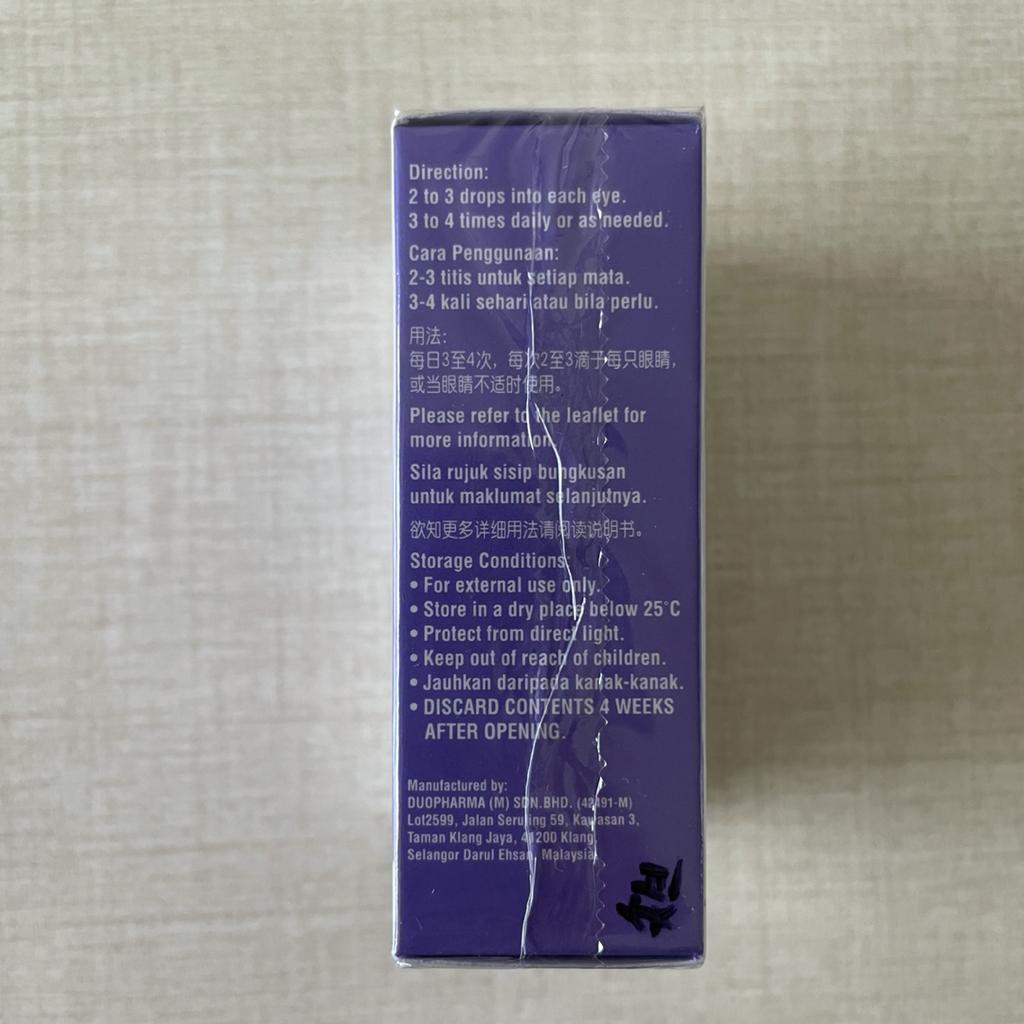 Direction:
2 to 3 drops into each eye.
3 to 4 times daily or as needed.
Cara Penggunaan:
2-3 titis untuk setiap mata.
3-4 kali sehari atau bila perlu.
用法:
每日3至4次，每次2至3滴于每只眼睛，
或当眼睛不适时使用。
Please refer to the leaflet for
more information.
Sila rujuk sisip bungkusan
untuk maklumat selanjutnya.
欲知更多详细用法请阅读说明书。
Storage Conditions:
• For external use only.
• Store in a dry place below 25°C
• Protect from direct light.
• Keep out of reach of children.
• Jauhkan daripada kanak-kanak.
• DISCARD CONTENTS 4 WEEKS
AFTER OPENING.
Manufactured by:
DUOPHARMA (M) SDN.BHD. (42491-M)
Lot2599, Jalan Seruling 59, Kawasan 3,
Taman Klang Jaya, 41200 Klang,
Selangor Darul Ehsan, Malaysia.